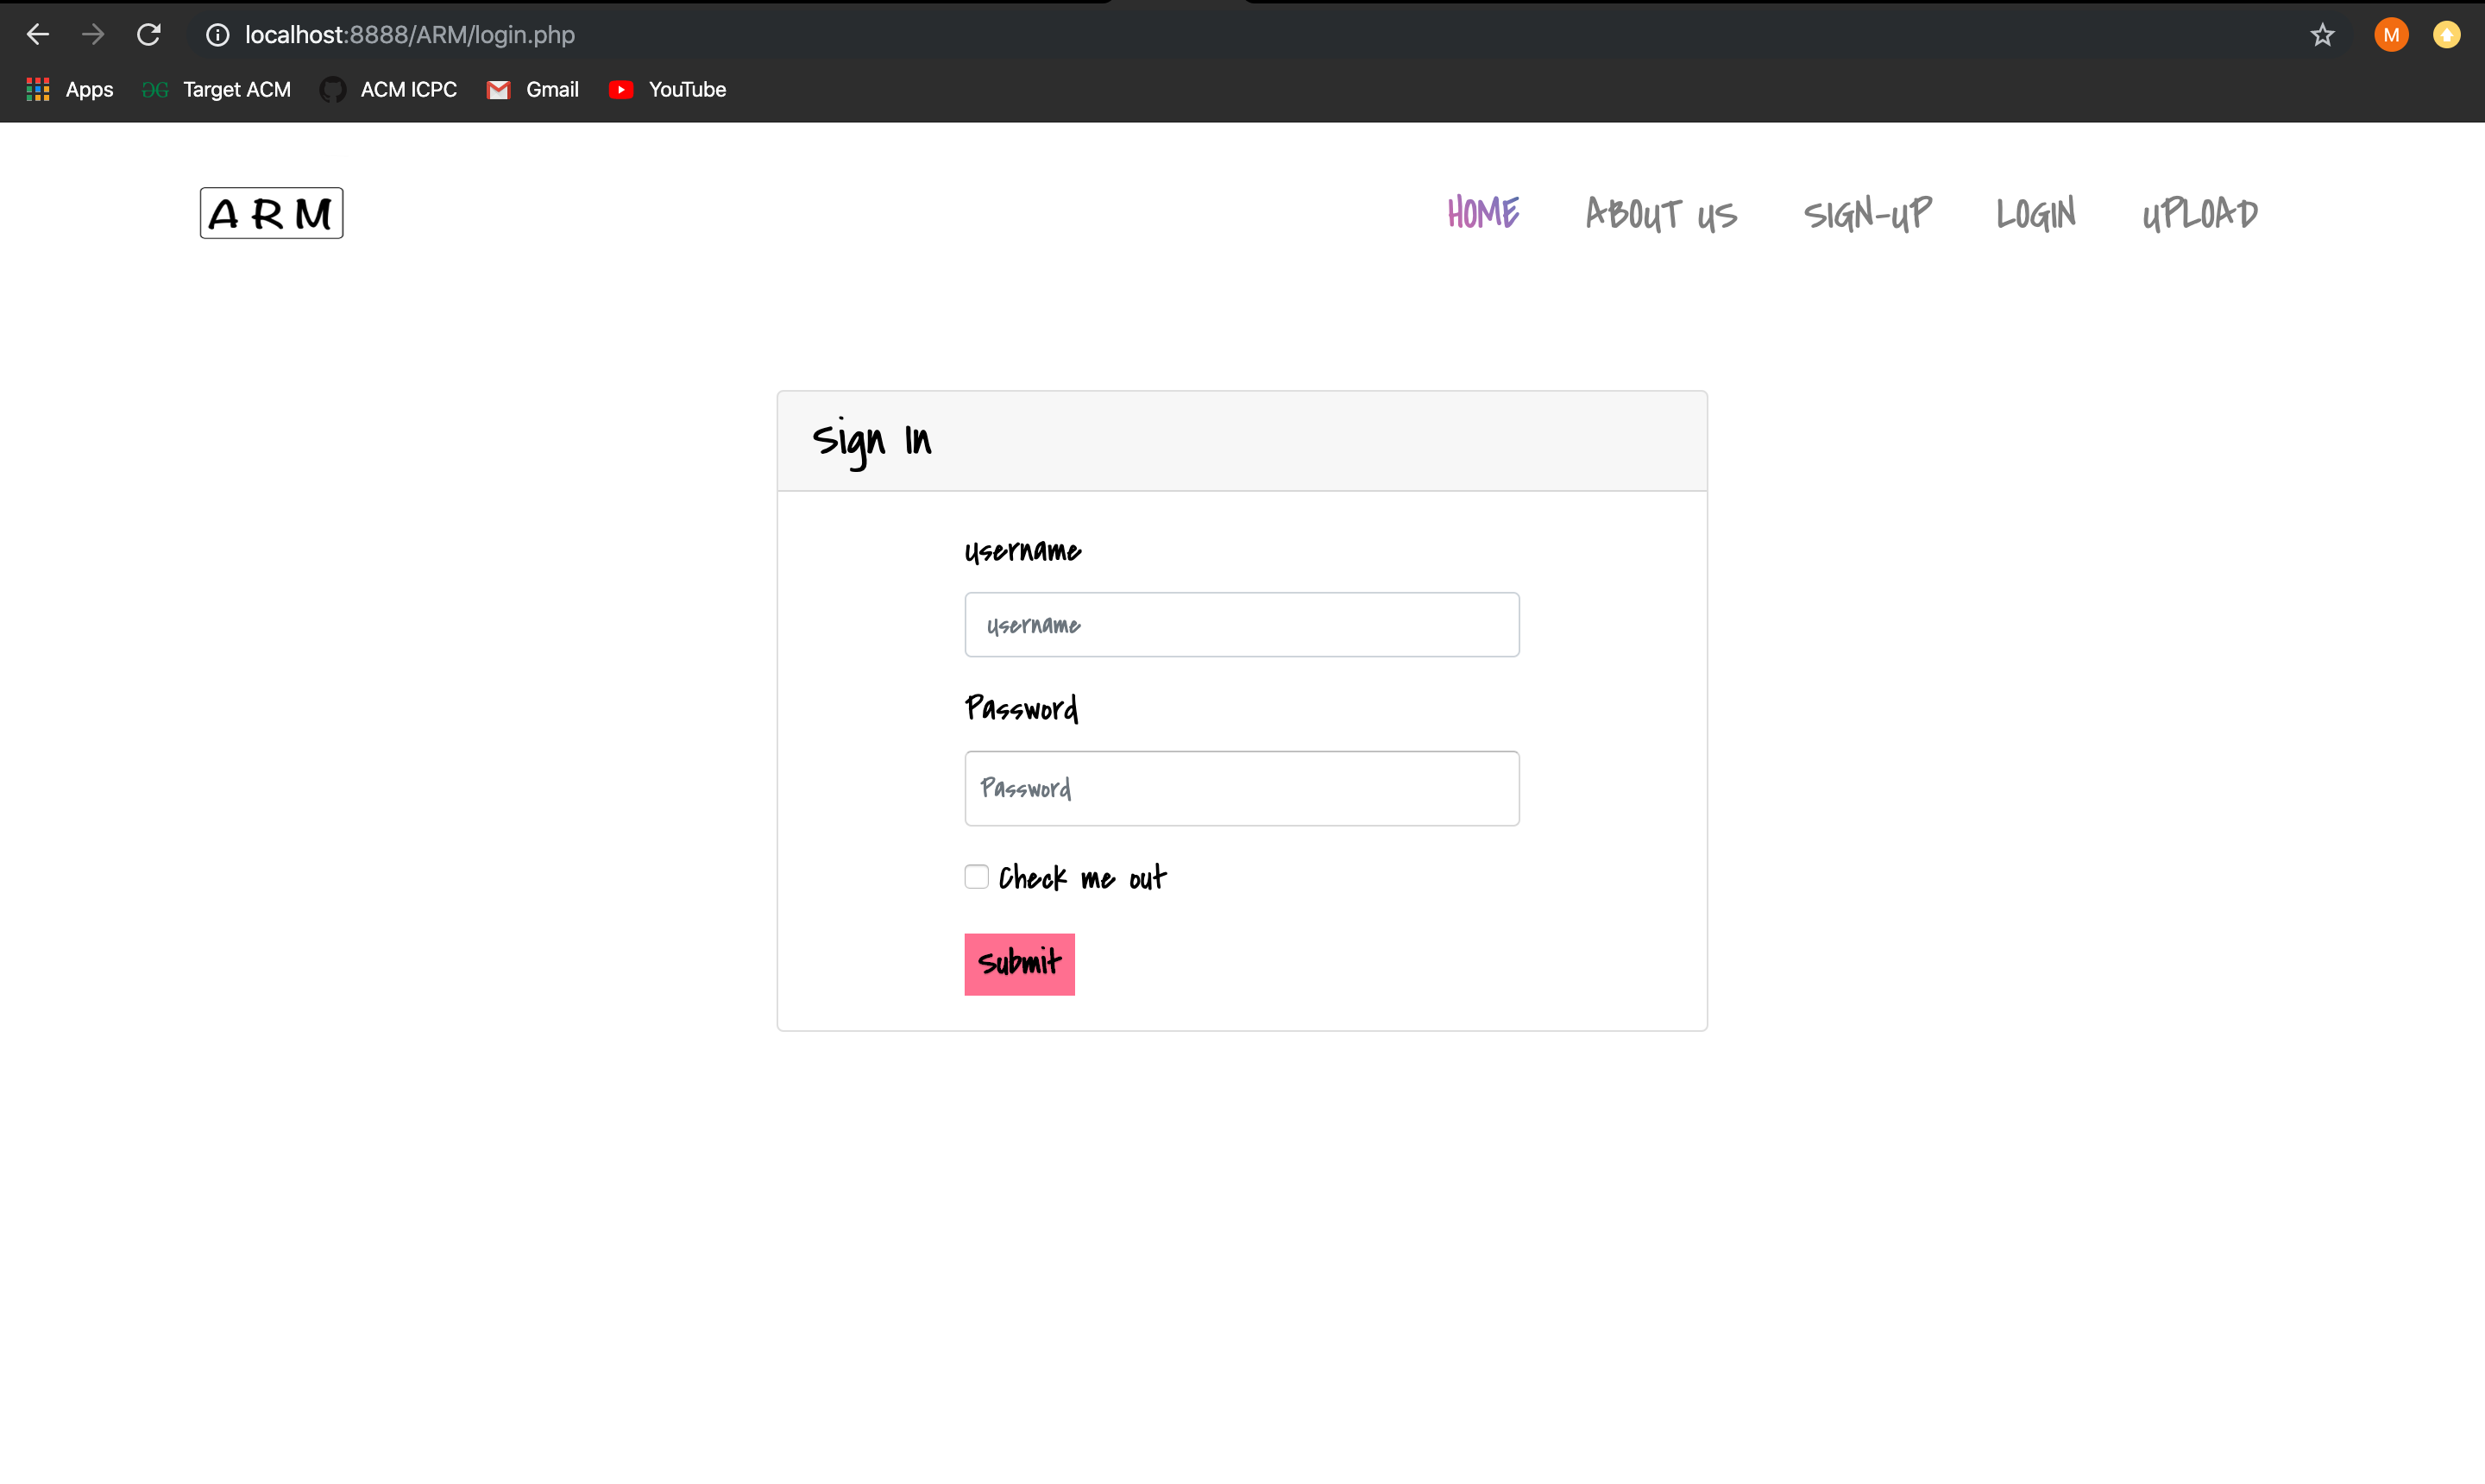 localhost:8888/ARM/login.php
M
Apps Target ACM ACM ICPC Gmail YouTube
ARM
HOME ABOUT US SIGN-UP LOGIN UPLOAD
Sign In
Username
Username
Password
Password
Check me out
Submit